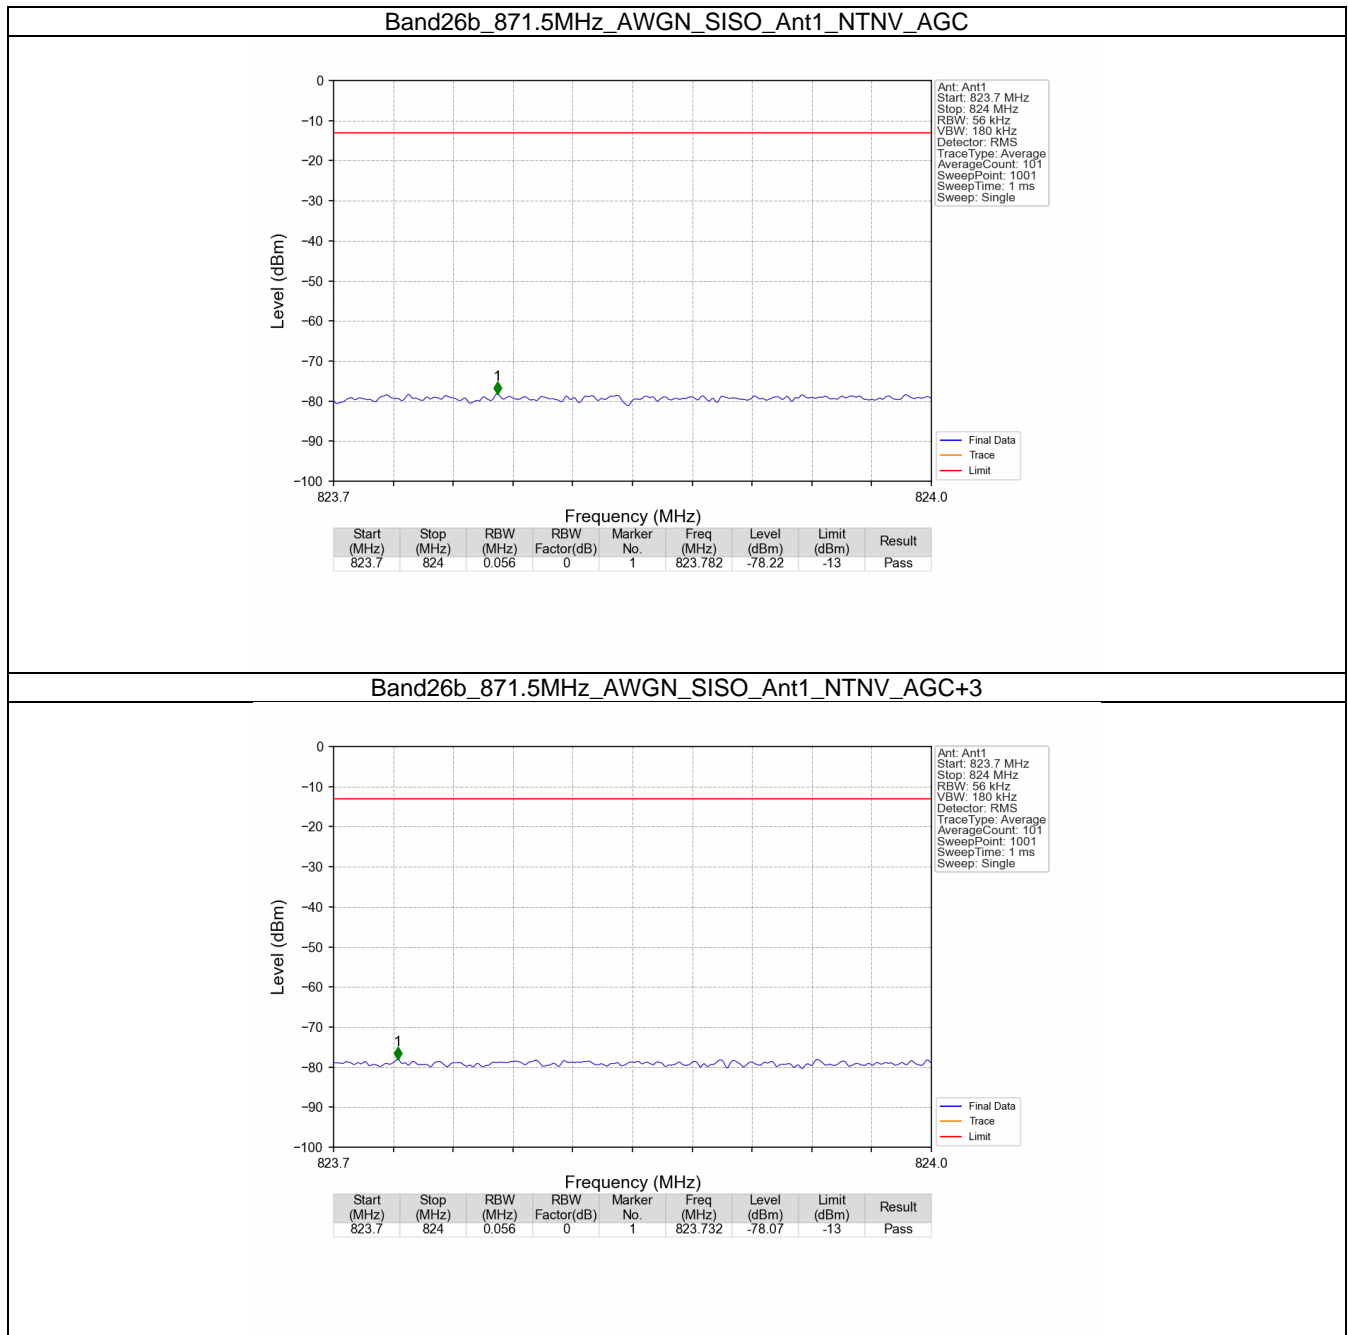 Band26b_871.5MHz_AWGN_SISO_Ant1_NTNV_AGC
0
−10
−20
−30
−40
−50
−60
−70
−80
−90
−100
Level (dBm)
1
823.7
824.0
Frequency (MHz)
Ant: Ant1
Start: 823.7 MHz
Stop: 824 MHz
RBW: 56 kHz
VBW: 180 kHz
Detector: RMS
TraceType: Average
AverageCount: 101
SweepPoint: 1001
SweepTime: 1 ms
Sweep: Single
Final Data
Trace
Limit
Start (MHz) Stop (MHz) RBW (MHz) RBW Factor(dB) Marker No. Freq (MHz) Level (dBm) Limit (dBm) Result
823.7 824 0.056 0 1 823.782 -78.22 -13 Pass
Band26b_871.5MHz_AWGN_SISO_Ant1_NTNV_AGC+3
0
−10
−20
−30
−40
−50
−60
−70
−80
−90
−100
Level (dBm)
1
823.7
824.0
Frequency (MHz)
Ant: Ant1
Start: 823.7 MHz
Stop: 824 MHz
RBW: 56 kHz
VBW: 180 kHz
Detector: RMS
TraceType: Average
AverageCount: 101
SweepPoint: 1001
SweepTime: 1 ms
Sweep: Single
Final Data
Trace
Limit
Start (MHz) Stop (MHz) RBW (MHz) RBW Factor(dB) Marker No. Freq (MHz) Level (dBm) Limit (dBm) Result
823.7 824 0.056 0 1 823.732 -78.07 -13 Pass